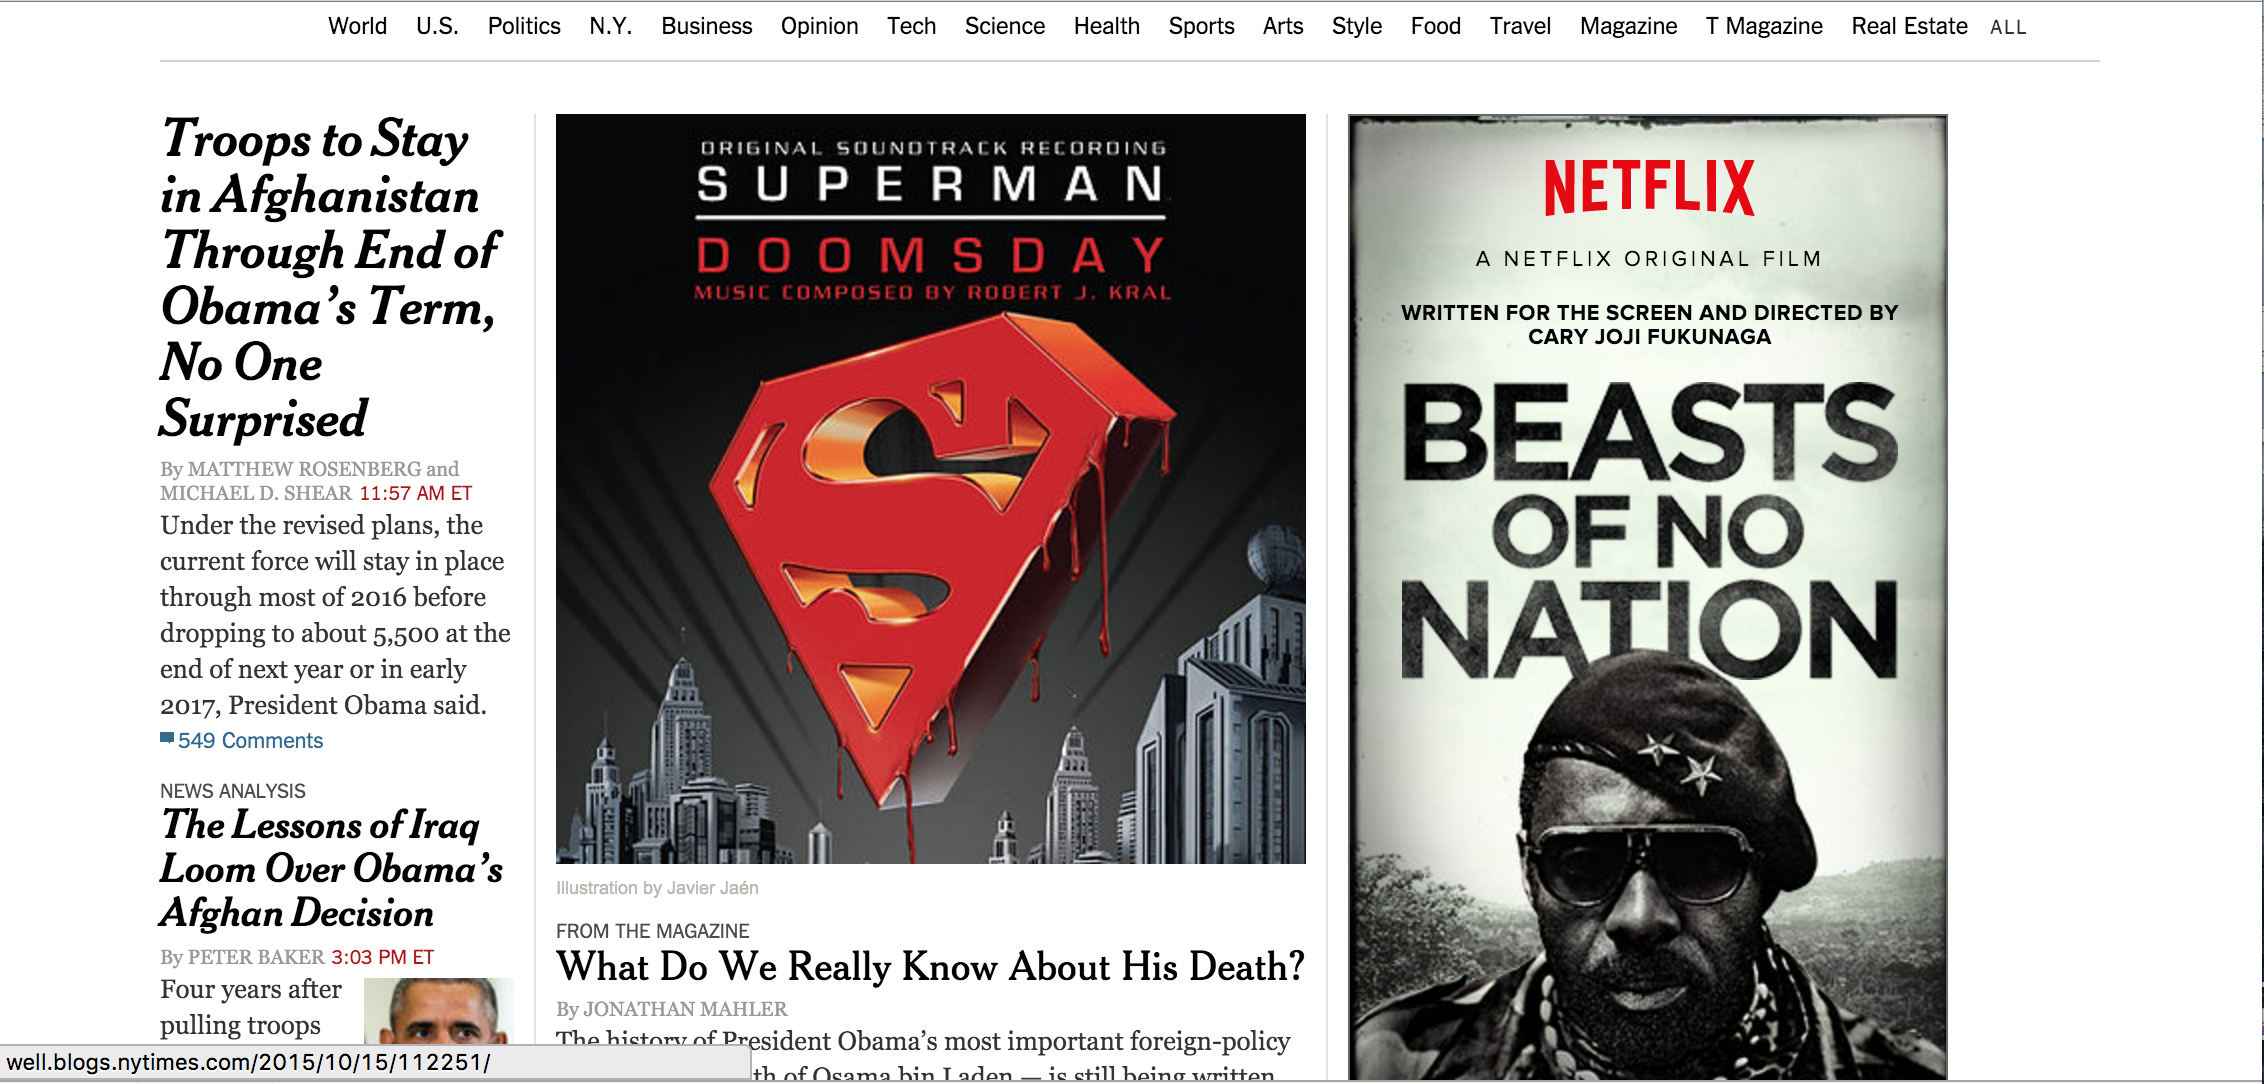 World U.S. Politics N.Y. Business Opinion Tech Science Health Sports Arts Style Food Travel Magazine T Magazine Real Estate ALL
Troops to Stay
in Afghanistan
Through End of
Obama's Term,
No One
Surprised
By MATTHEW ROSENBERG and
MICHAEL D. SHEAR 11:57 AM ET
Under the revised plans, the
current force will stay in place
through most of 2016 before
dropping to about 5,500 at the
end of next year or in early
2017, President Obama said.
549 Comments
NEWS ANALYSIS
The Lessons of Iraq
Loom Over Obama's
Afghan Decision
By PETER BAKER 3:03 PM ET
Four years after
pulling troops
well.blogs.nytimes.com/2015/10/15/112251/
ORIGINAL SOUNDTRACK RECORDING
SUPERMAN
DOOMSDAY
MUSIC COMPOSED BY ROBERT J. KRAL
Illustration by Javier Jaén
FROM THE MAGAZINE
What Do We Really Know About His Death?
By JONATHAN MAHLER
The history of President Obama's most important foreign-policy
of Osama bin Laden — is still being written
NETFLIX
A NETFLIX ORIGINAL FILM
WRITTEN FOR THE SCREEN AND DIRECTED BY
CARY JOJI FUKUNAGA
BEASTS
OF NO
NATION